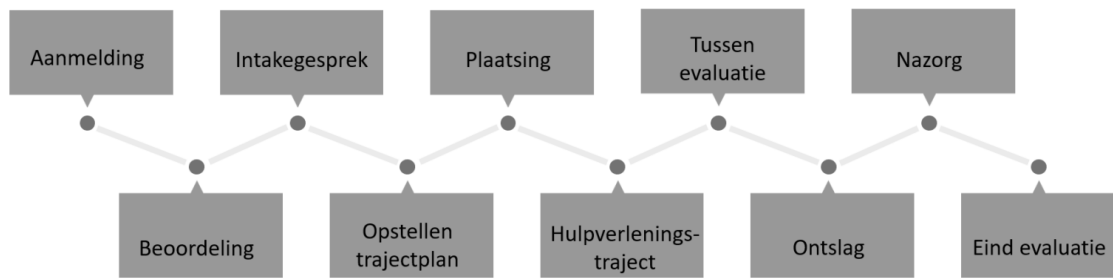 Aanmelding
Intakegesprek
Plaatsing
Tussen
evaluatie
Nazorg
Beoordeling
Opstellen
trajectplan
Hulpverlenings-
traject
Ontslag
Eind evaluatie